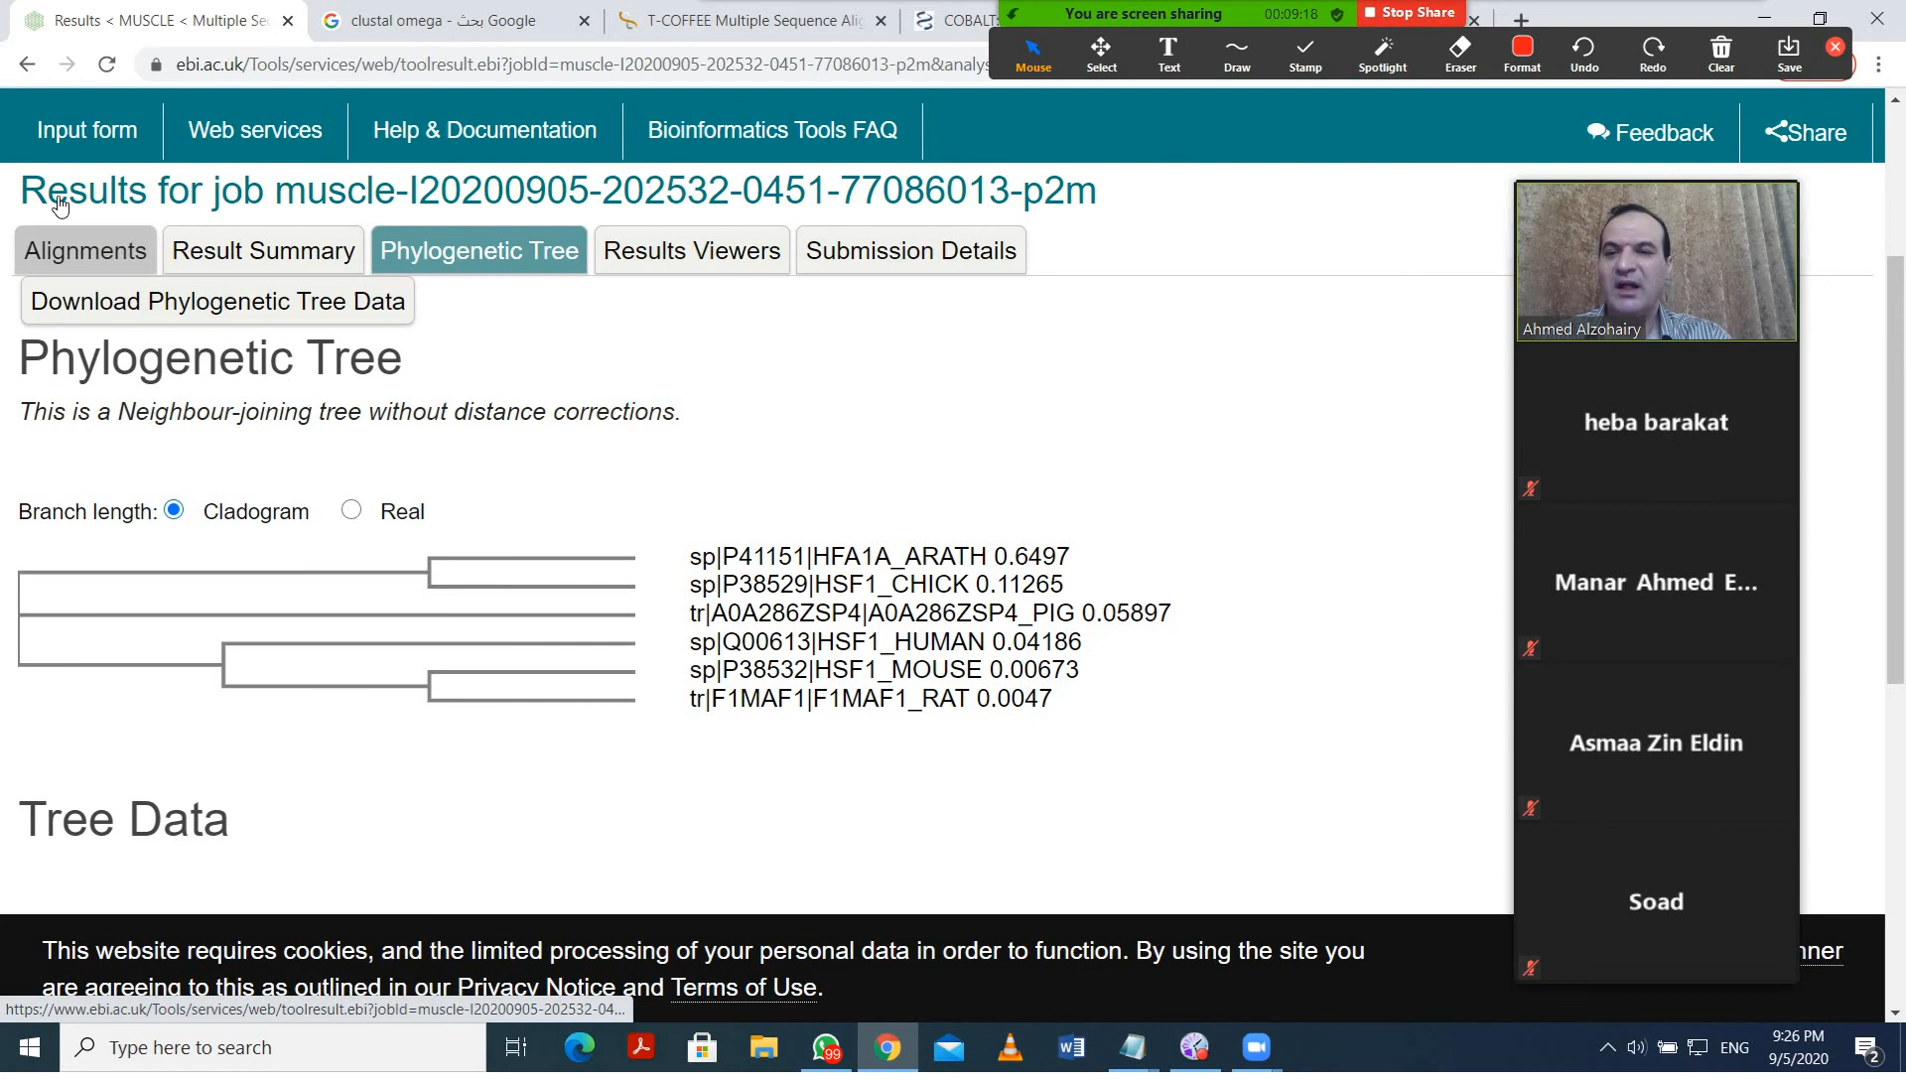 Results < MUSCLE < Multiple Se
clustal omega - بحث Google
T-COFFEE Multiple Sequence Alig
COBALT:
You are screen sharing
00:09:18
Stop Share
ebi.ac.uk/Tools/services/web/toolresult.ebi?jobId=muscle-I20200905-202532-0451-77086013-p2m&analys
Mouse
Select
Text
Draw
Stamp
Spotlight
Eraser
Format
Undo
Redo
Clear
Save
Input form
Web services
Help & Documentation
Bioinformatics Tools FAQ
Feedback
Share
Results for job muscle-I20200905-202532-0451-77086013-p2m
Alignments
Result Summary
Phylogenetic Tree
Results Viewers
Submission Details
Download Phylogenetic Tree Data
Phylogenetic Tree
This is a Neighbour-joining tree without distance corrections.
Branch length: Cladogram Real
sp|P41151|HFA1A_ARATH 0.6497
sp|P38529|HSF1_CHICK 0.11265
tr|A0A286ZSP4|A0A286ZSP4_PIG 0.05897
sp|Q00613|HSF1_HUMAN 0.04186
sp|P38532|HSF1_MOUSE 0.00673
tr|F1MAF1|F1MAF1_RAT 0.0047
Tree Data
Ahmed Alzohairy
heba barakat
Manar Ahmed E...
Asmaa Zin Eldin
Soad
This website requires cookies, and the limited processing of your personal data in order to function. By using the site you
are agreeing to this as outlined in our Privacy Notice and Terms of Use.
nner
https://www.ebi.ac.uk/Tools/services/web/toolresult.ebi?jobId=muscle-I20200905-202532-04...
Type here to search
99
ENG
9:26 PM
9/5/2020
2